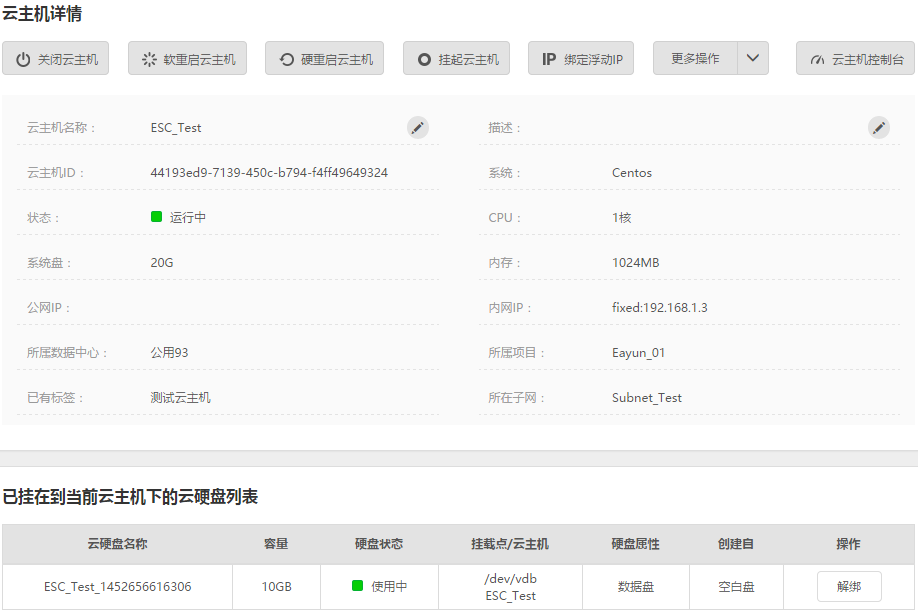 云主机详情
关闭云主机 软重启云主机 硬重启云主机 挂起云主机 IP 绑定浮动IP 更多操作 云主机控制台
云主机名称： ESC_Test 描述：
云主机ID： 44193ed9-7139-450c-b794-f4ff49649324 系统： Centos
状态： 运行中 CPU： 1核
系统盘： 20G 内存： 1024MB
公网IP： 内网IP： fixed:192.168.1.3
所属数据中心： 公用93 所属项目： Eayun_01
已有标签： 测试云主机 所在子网： Subnet_Test
已挂在到当前云主机下的云硬盘列表
云硬盘名称 容量 硬盘状态 挂载点/云主机 硬盘属性 创建自 操作
ESC_Test_1452656616306 10GB 使用中 /dev/vdb 数据盘 空白盘 解绑
ESC_Test